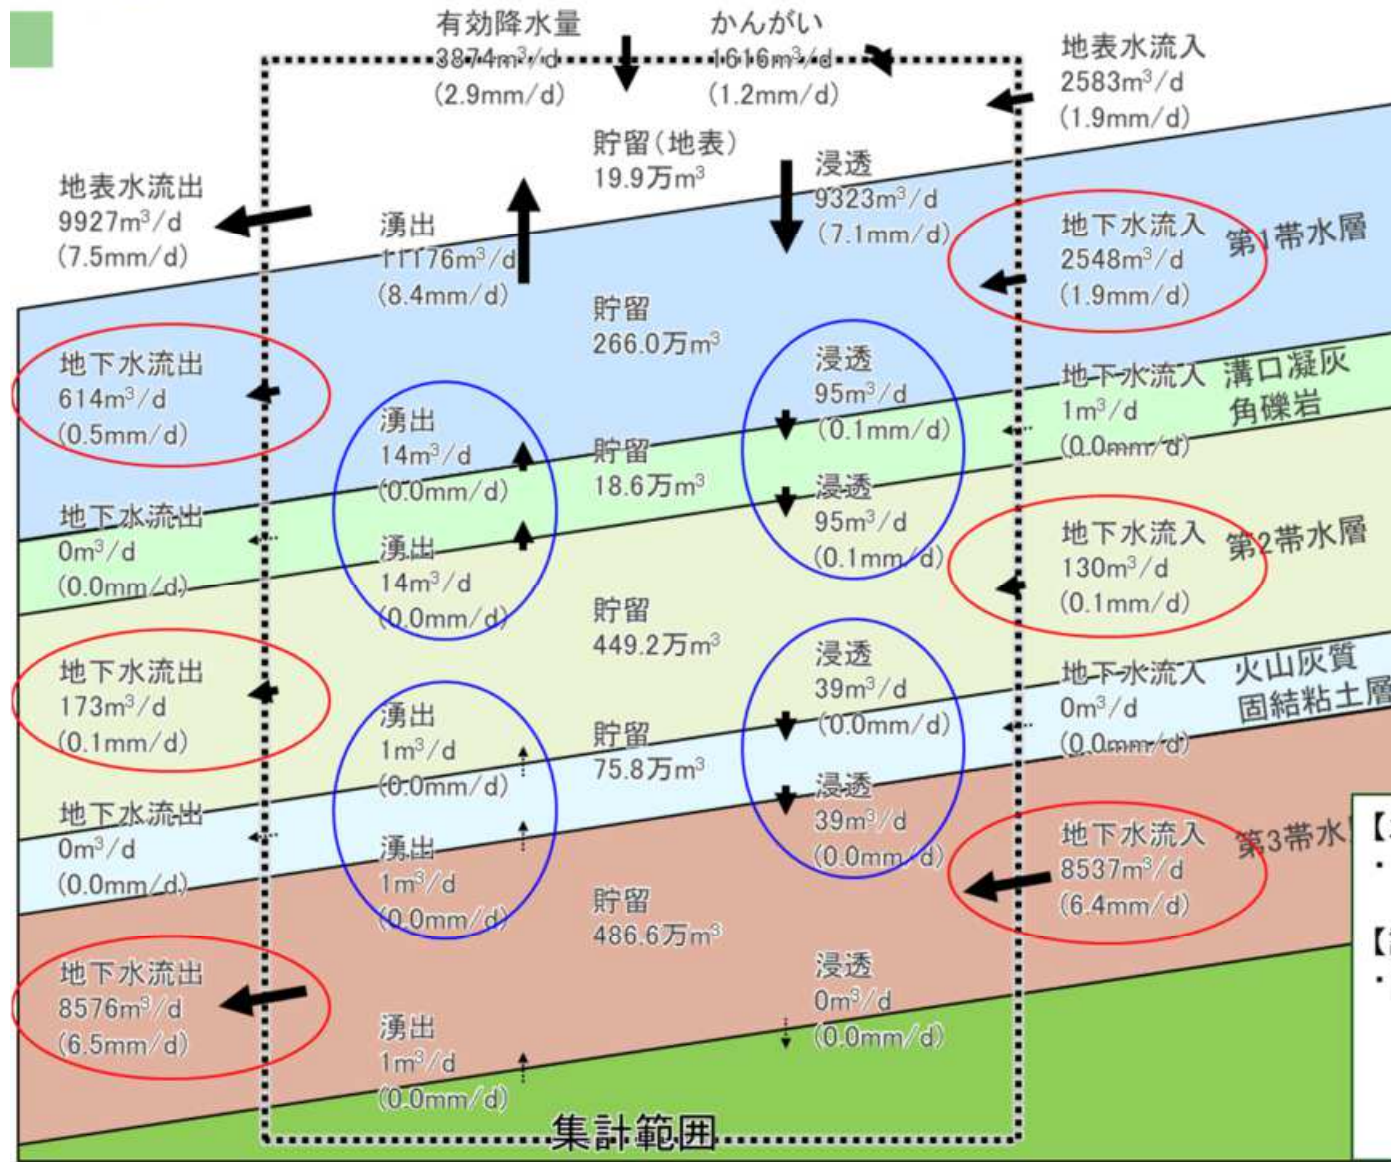 有効降水量
3874m³/d
(2.9mm/d)
かんがい
1616m³/d
(1.2mm/d)
地表水流入
2583m³/d
(1.9mm/d)
貯留(地表)
19.9万m³
浸透
9323m³/d
(7.1mm/d)
地表水流出
9927m³/d
(7.5mm/d)
湧出
11176m³/d
(8.4mm/d)
地下水流入
2548m³/d
(1.9mm/d)
第1帯水層
貯留
266.0万m³
地下水流出
614m³/d
(0.5mm/d)
浸透
95m³/d
(0.1mm/d)
地下水流入
1m³/d
(0.0mm/d)
溝口凝灰
角礫岩
湧出
14m³/d
(0.0mm/d)
貯留
18.6万m³
浸透
95m³/d
(0.1mm/d)
地下水流出
0m³/d
(0.0mm/d)
湧出
14m³/d
(0.0mm/d)
地下水流入
130m³/d
(0.1mm/d)
第2帯水層
貯留
449.2万m³
地下水流出
173m³/d
(0.1mm/d)
浸透
39m³/d
(0.0mm/d)
地下水流入
0m³/d
(0.0mm/d)
火山灰質
固結粘土層
湧出
1m³/d
(0.0mm/d)
貯留
75.8万m³
浸透
39m³/d
(0.0mm/d)
地下水流出
0m³/d
(0.0mm/d)
湧出
1m³/d
(0.0mm/d)
地下水流入
8537m³/d
(6.4mm/d)
第3帯水
貯留
486.6万m³
地下水流出
8576m³/d
(6.5mm/d)
浸透
0m³/d
(0.0mm/d)
湧出
1m³/d
(0.0mm/d)
集計範囲